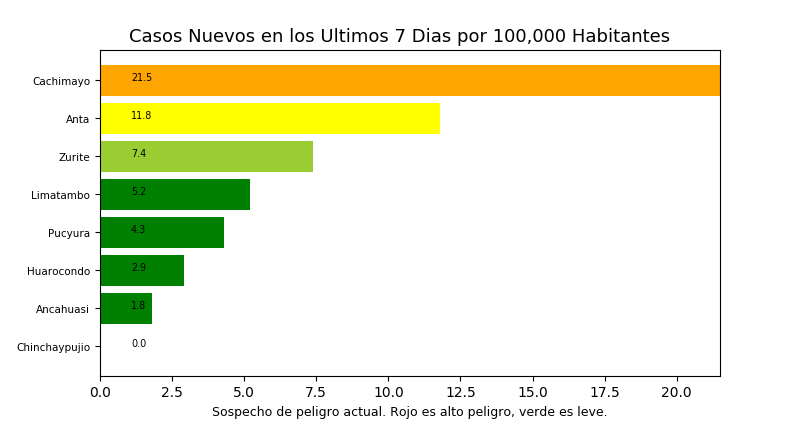 Casos Nuevos en los Ultimos 7 Dias por 100,000 Habitantes
Cachimayo 21.5
Anta 11.8
Zurite 7.4
Limatambo 5.2
Pucyura 4.3
Huarocondo 2.9
Ancahuasi 1.8
Chinchaypujio 0.0
0.0 2.5 5.0 7.5 10.0 12.5 15.0 17.5 20.0
Sospecho de peligro actual. Rojo es alto peligro, verde es leve.